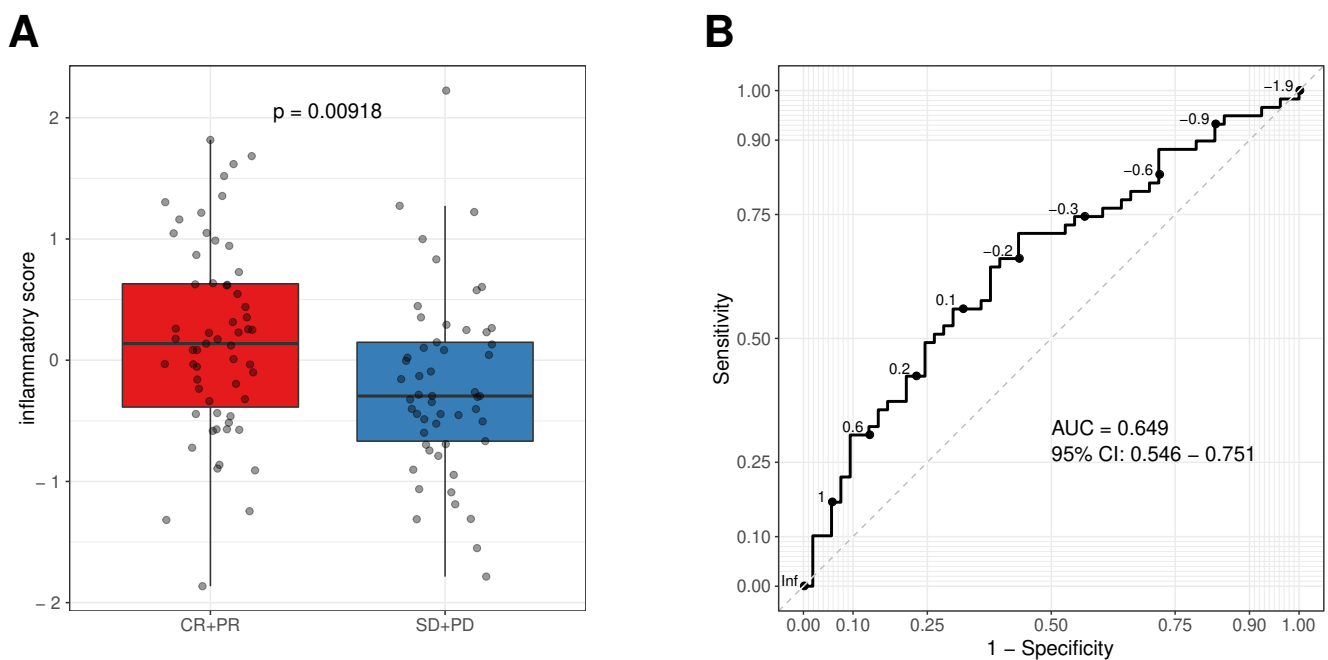 A
p = 0.00918
inflammatory score
2
1
0
− 1
− 2
CR+PR
SD+PD
B
Sensitivity
1.00
0.90
0.75
0.50
0.25
0.10
0.00
−1.9
−0.9
−0.6
−0.3
−0.2
0.1
0.2
0.6
1
Inf
AUC = 0.649
95% CI: 0.546 − 0.751
0.00 0.10 0.25 0.50 0.75 0.90 1.00
1 − Specificity